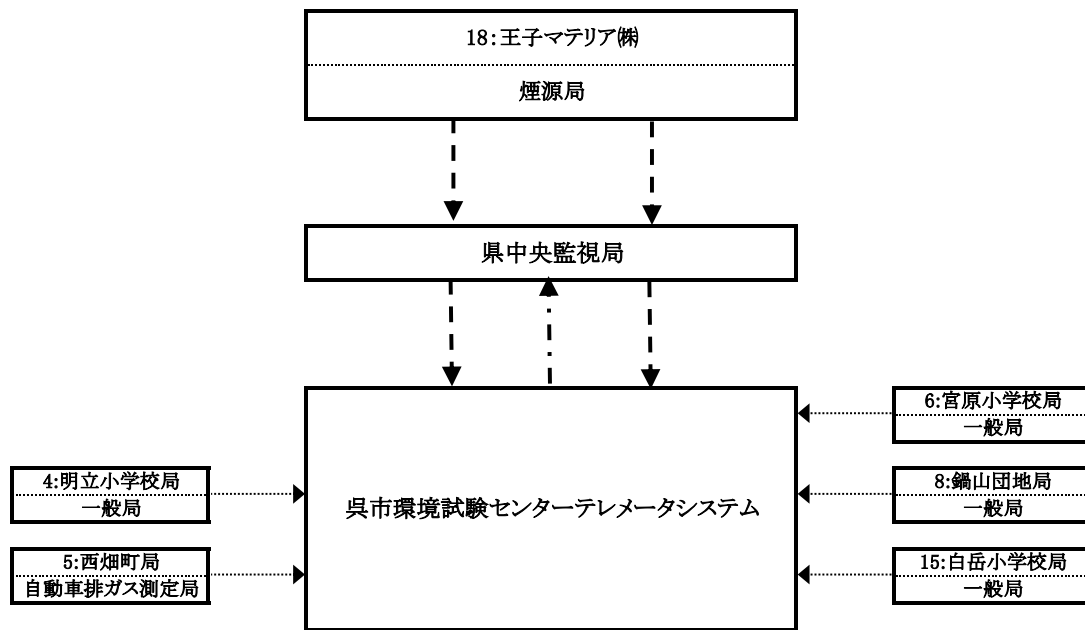 18:王子マテリア㈱
煙源局
県中央監視局
呉市環境試験センターテレメータシステム
4:明立小学校局
一般局
5:西畑町局
自動車排ガス測定局
6:宮原小学校局
一般局
8:鍋山団地局
一般局
15:白岳小学校局
一般局